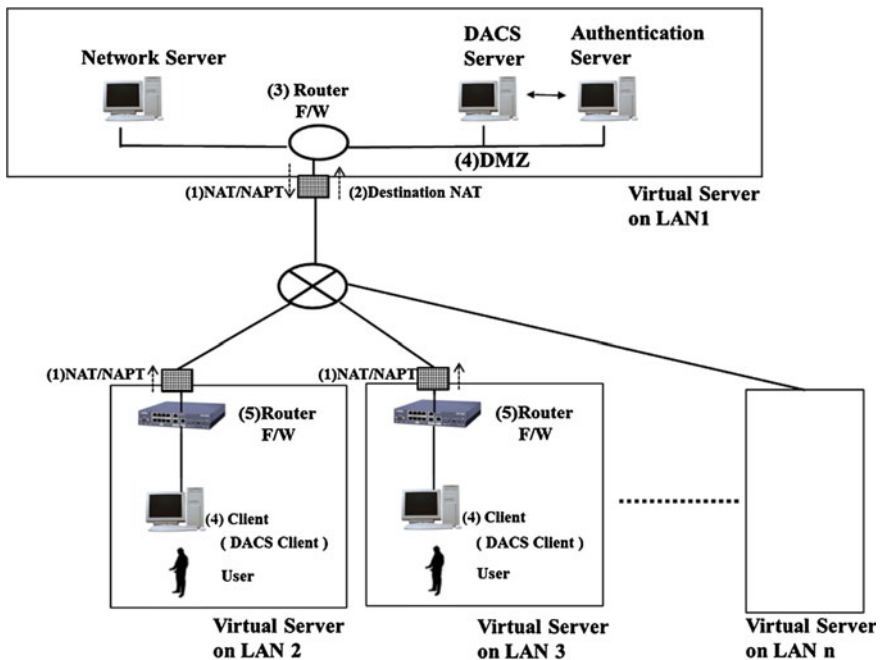 Network Server
DACS
Server
Authentication
Server
(3) Router
F/W
(4)DMZ
(1)NAT/NAPT
(2)Destination NAT
Virtual Server
on LAN1
(1)NAT/NAPT
(5)Router
F/W
(4) Client
( DACS Client )
User
Virtual Server
on LAN 2
(1)NAT/NAPT
(5)Router
F/W
(4) Client
( DACS Client )
User
Virtual Server
on LAN 3
Virtual Server
on LAN n